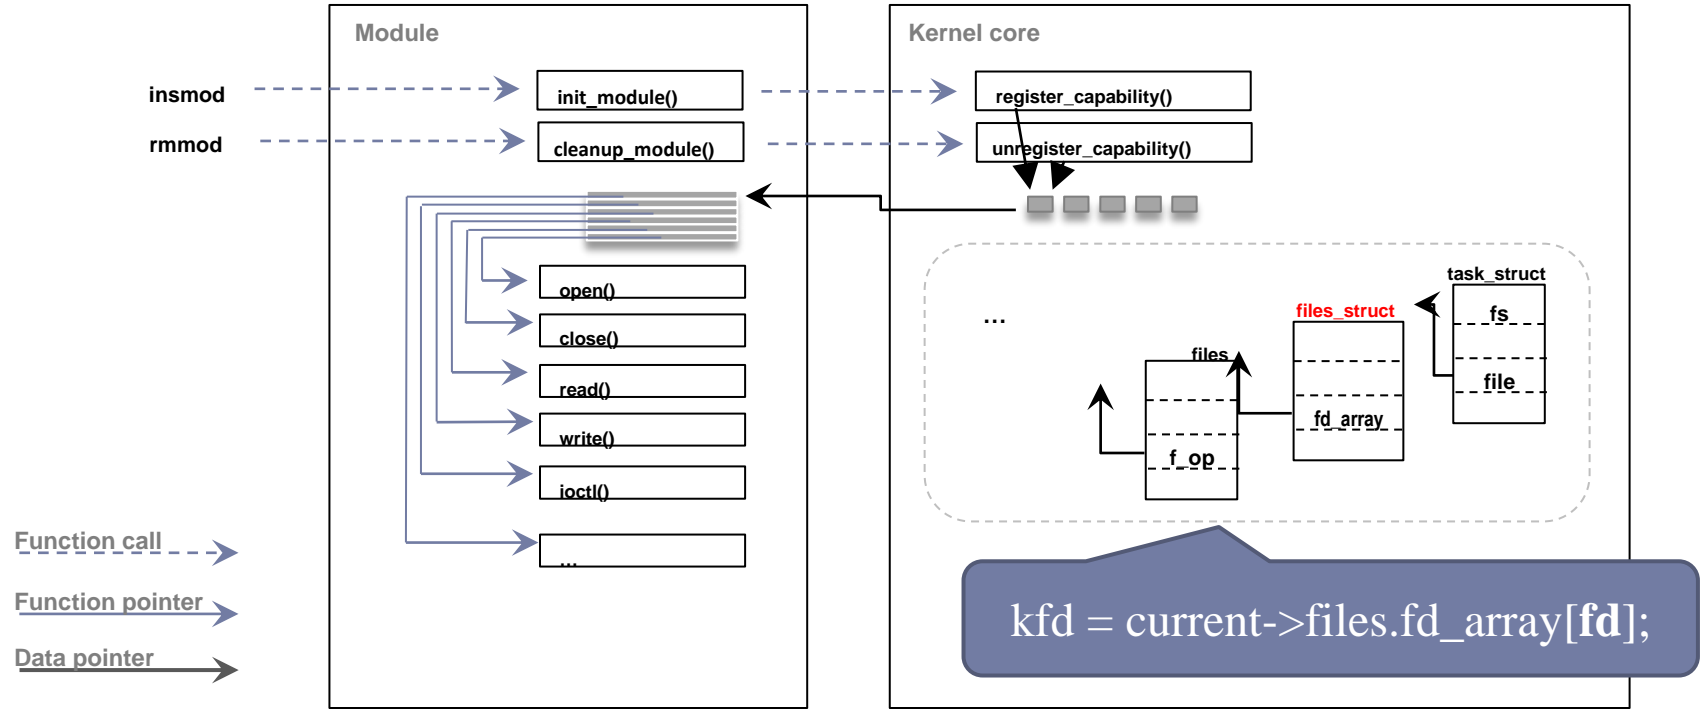 Module
Kernel core
insmod
init_module()
register_capability()
rmmod
cleanup_module()
unregister_capability()
open()
close()
read()
write()
ioctl()
...
...
task_struct
fs
file
files_struct
fd_array
files
f_op
Function call
Function pointer
Data pointer
kfd = current->files.fd_array[fd];